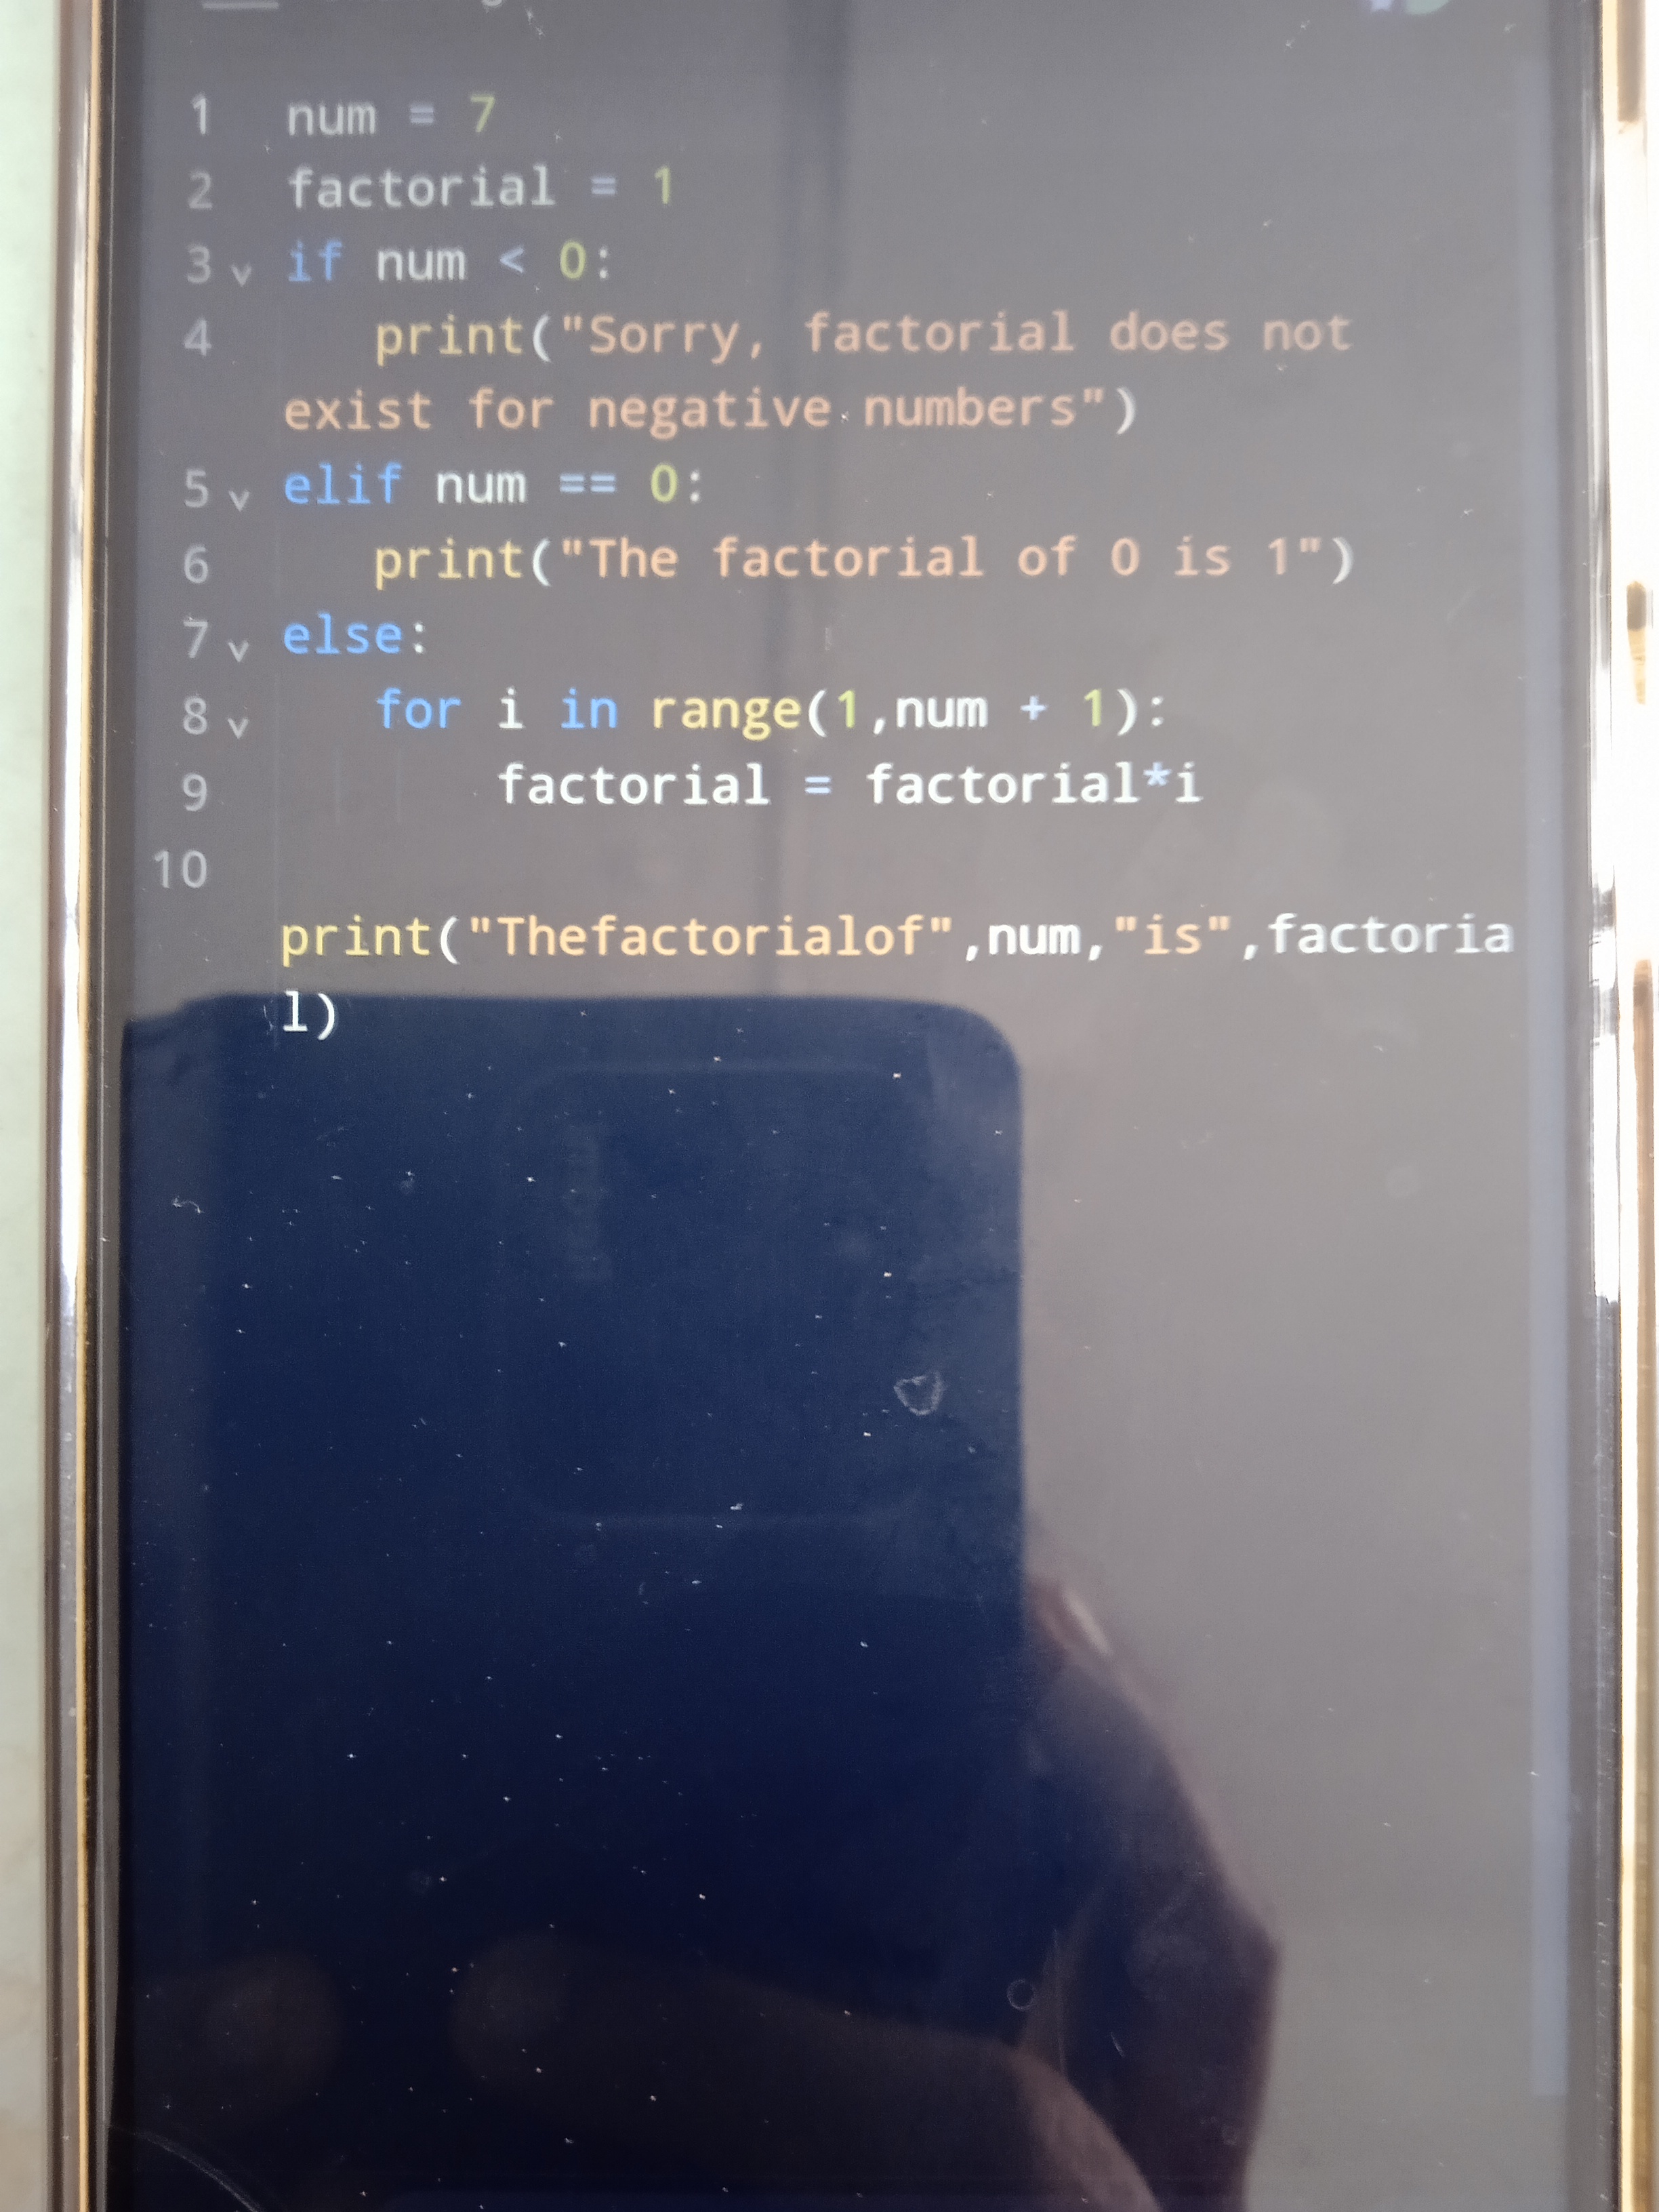 1 num = 7
2 factorial = 1
3 if num < 0:
4 print("Sorry, factorial does not
exist for negative numbers")
5 elif num == 0:
6 print("The factorial of 0 is 1")
7 else:
8 for i in range(1,num + 1):
9 factorial = factorial*i
10
print("Thefactorialof",num,"is",factoria
l)